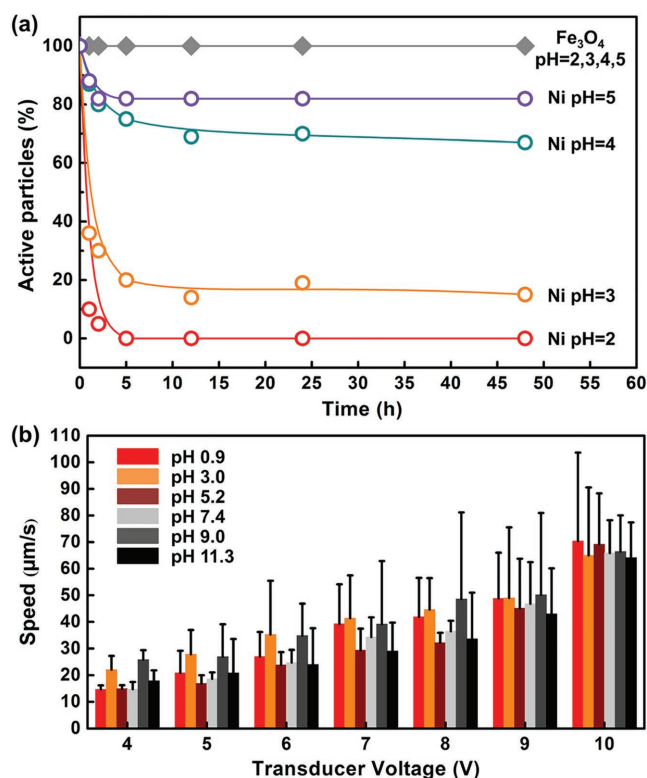 (a)
Active particles (%)
100
80
60
40
20
0
Fe₃O₄
pH=2,3,4,5
Ni pH=5
Ni pH=4
Ni pH=3
Ni pH=2
0 5 10 15 20 25 30 35 40 45 50 55 60
Time (h)
(b)
Speed (µm/s)
110
100
90
80
70
60
50
40
30
20
10
0
pH 0.9
pH 3.0
pH 5.2
pH 7.4
pH 9.0
pH 11.3
4 5 6 7 8 9 10
Transducer Voltage (V)